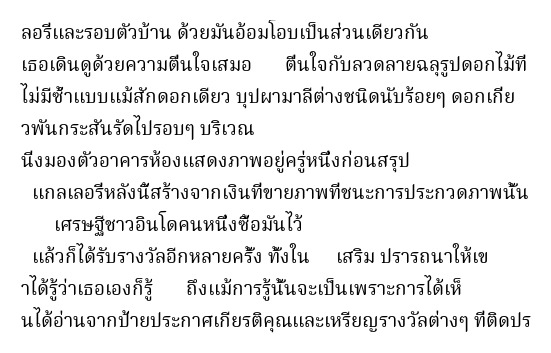 ลอรีและรอบตัวบ้าน ด้วยมันอ้อมโอบเป็นส่วนเดียวกัน
เธอเดินดูด้วยความตื่นใจเสมอ ตื่นใจกับลวดลายฉลุรูปดอกไม้ที่
ไม่มีซ้ำแบบแม้สักดอกเดียว บุปผามาลีต่างชนิดนับร้อยๆ ดอกเกี่ย
วพันกระสันรัดไปรอบๆ บริเวณ
นึ่งมองตัวอาคารห้องแสดงภาพอยู่ครู่หนึ่งก่อนสรุป
แกลเลอรีหลังนี้สร้างจากเงินที่ขายภาพที่ชนะการประกวดภาพนั้น
เศรษฐีชาวอินโดคนหนึ่งซื้อมันไว้
แล้วก็ได้รับรางวัลอีกหลายครั้ง ทั้งใน เสริม ปรารถนาให้เข
าได้รู้ว่าเธอเองก็รู้ ถึงแม้การรู้นั้นจะเป็นเพราะการได้เห็
นได้อ่านจากป้ายประกาศเกียรติคุณและเหรียญรางวัลต่างๆ ที่ติดปร